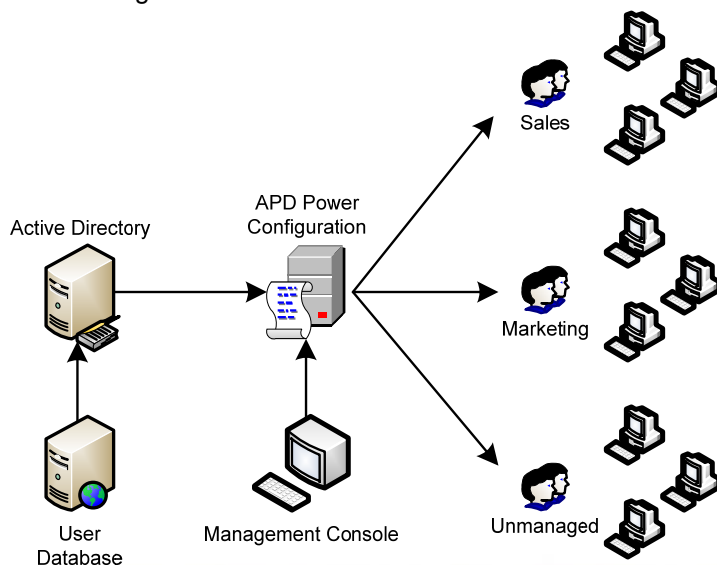 APD Power
Configuration
Active Directory
Sales
Marketing
Unmanaged
User
Database
Management Console